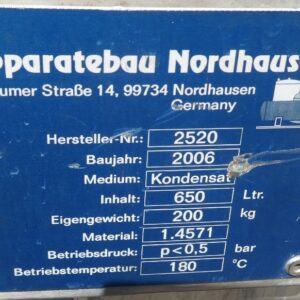 pparatebau Nordhaus
umer Straße 14, 99734 Nordhausen
Germany
Hersteller-Nr.: 2520
Baujahr: 2006
Medium: Kondensat
Inhalt: 650 Ltr.
Eigengewicht: 200 kg
Material: 1.4571
Betriebsdruck: p<0,5 bar
Betriebstemperatur: 180 °C